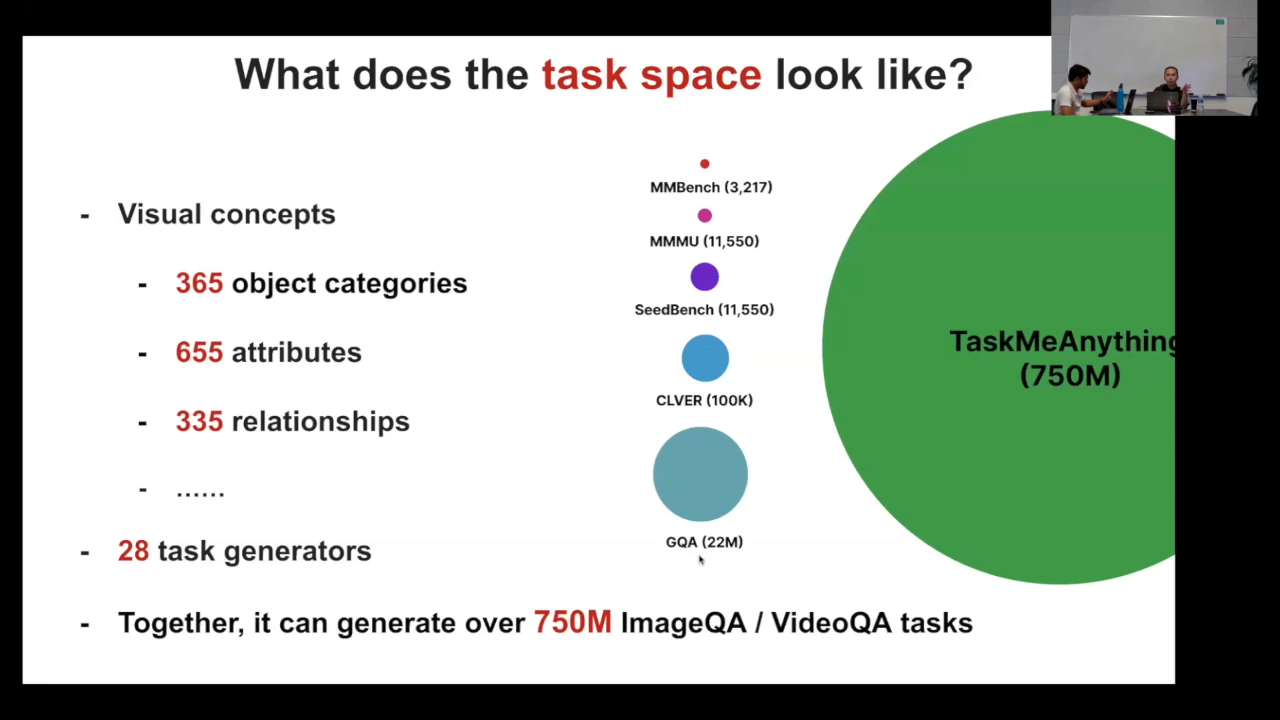 What does the task space look like?
- Visual concepts
- 365 object categories
- 655 attributes
- 335 relationships
- ......
- 28 task generators
- Together, it can generate over 750M ImageQA / VideoQA tasks
MMBench (3,217)
MMMU (11,550)
SeedBench (11,550)
CLVER (100K)
GQA (22M)
TaskMeAnything
(750M)